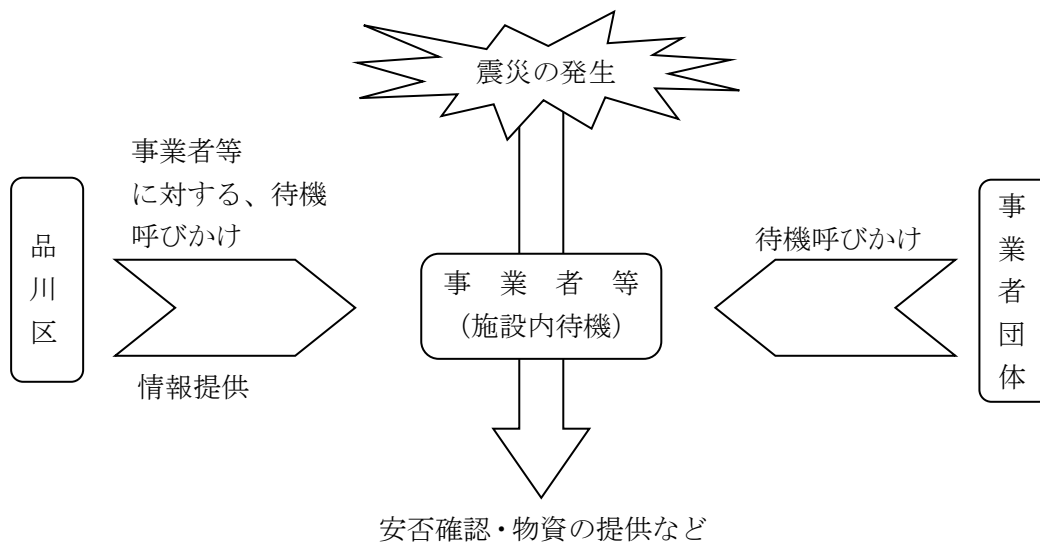 震災の発生
事業者等
に対する、待機
呼びかけ
品川区
情報提供
事業者等
（施設内待機）
待機呼びかけ
事業者団体
安否確認・物資の提供など